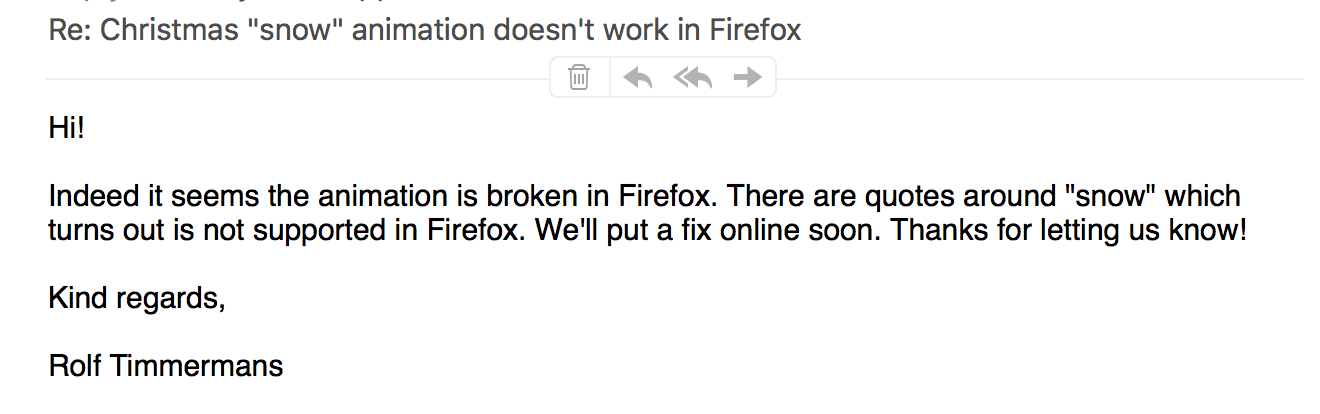 Re: Christmas "snow" animation doesn't work in Firefox
Hi!
Indeed it seems the animation is broken in Firefox. There are quotes around "snow" which
turns out is not supported in Firefox. We'll put a fix online soon. Thanks for letting us know!
Kind regards,
Rolf Timmermans